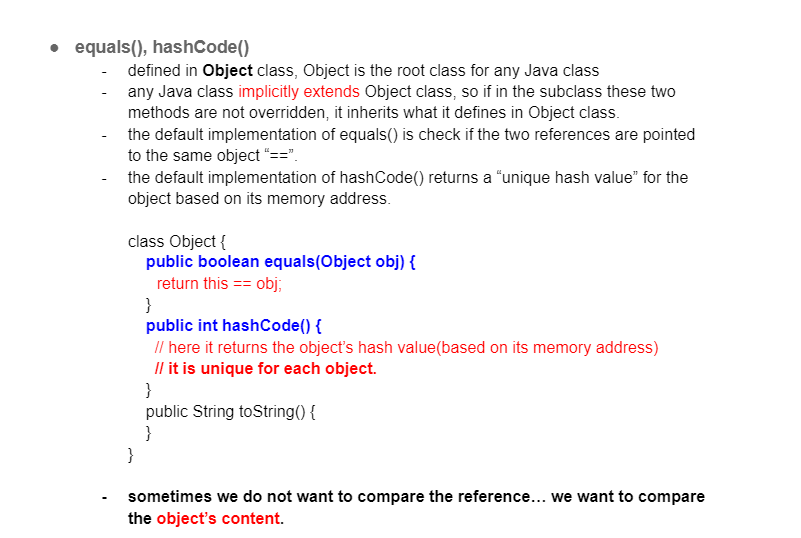 ● equals(), hashCode()
- defined in Object class, Object is the root class for any Java class
- any Java class implicitly extends Object class, so if in the subclass these two
methods are not overridden, it inherits what it defines in Object class.
- the default implementation of equals() is check if the two references are pointed
to the same object “==”.
- the default implementation of hashCode() returns a “unique hash value” for the
object based on its memory address.
class Object {
public boolean equals(Object obj) {
return this == obj;
}
public int hashCode() {
// here it returns the object’s hash value(based on its memory address)
// it is unique for each object.
}
public String toString() {
}
}
- sometimes we do not want to compare the reference… we want to compare
the object’s content.